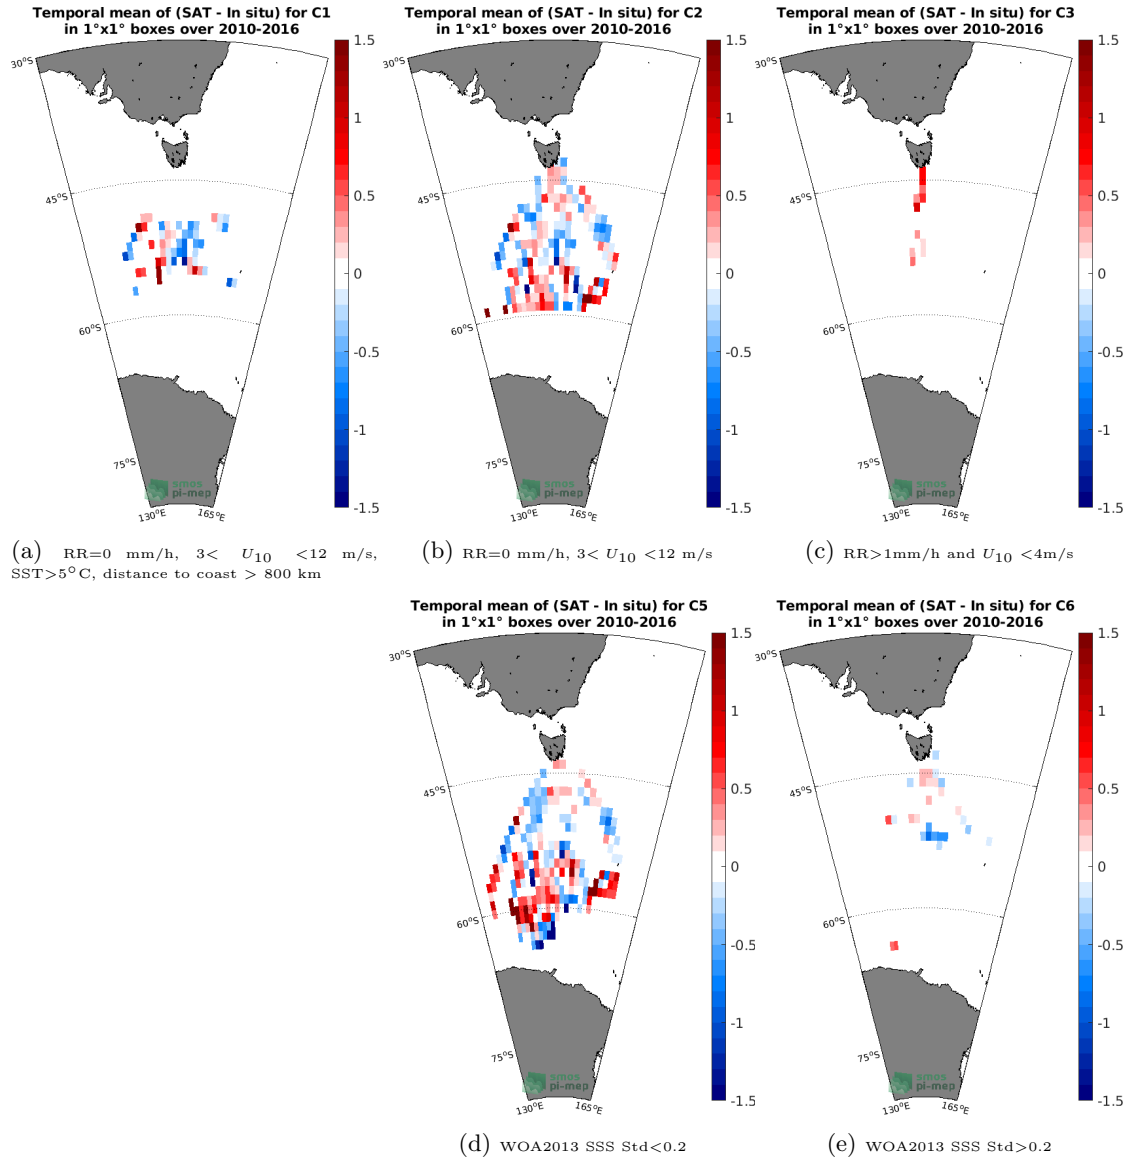 Temporal mean of (SAT - In situ) for C1
in 1°x1° boxes over 2010-2016
30°S
45°S
60°S
75°S
130°E
165°E
smos
pi-mep
1.5
1
0.5
0
-0.5
-1
-1.5
(a) RR=0 mm/h, 3< U10 <12 m/s,
SST>5°C, distance to coast > 800 km
Temporal mean of (SAT - In situ) for C2
in 1°x1° boxes over 2010-2016
30°S
45°S
60°S
75°S
130°E
165°E
smos
pi-mep
1.5
1
0.5
0
-0.5
-1
-1.5
(b) RR=0 mm/h, 3< U10 <12 m/s
Temporal mean of (SAT - In situ) for C3
in 1°x1° boxes over 2010-2016
30°S
45°S
60°S
75°S
130°E
165°E
smos
pi-mep
1.5
1
0.5
0
-0.5
-1
-1.5
(c) RR>1mm/h and U10 <4m/s
Temporal mean of (SAT - In situ) for C5
in 1°x1° boxes over 2010-2016
30°S
45°S
60°S
75°S
130°E
165°E
smos
pi-mep
1.5
1
0.5
0
-0.5
-1
-1.5
(d) WOA2013 SSS Std<0.2
Temporal mean of (SAT - In situ) for C6
in 1°x1° boxes over 2010-2016
30°S
45°S
60°S
75°S
130°E
165°E
smos
pi-mep
1.5
1
0.5
0
-0.5
-1
-1.5
(e) WOA2013 SSS Std>0.2